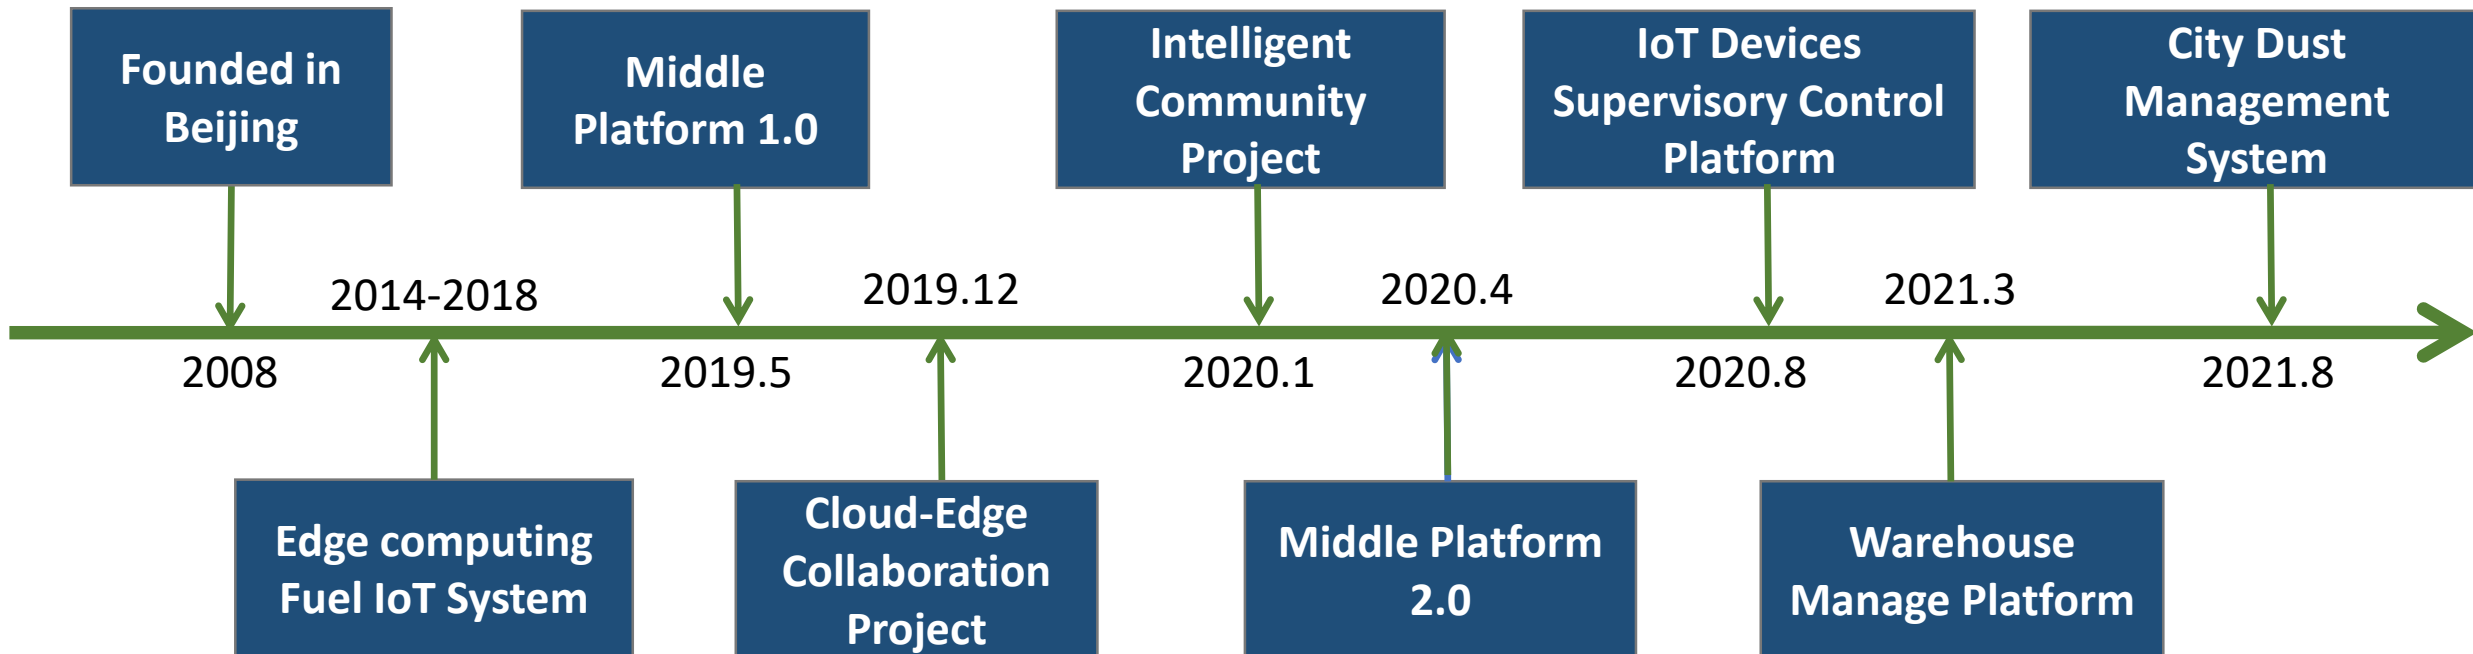 Founded in
Beijing
Middle
Platform 1.0
Intelligent
Community
Project
IoT Devices
Supervisory Control
Platform
City Dust
Management
System
2014-2018
2019.12
2020.4
2021.3
2008
2019.5
2020.1
2020.8
2021.8
Edge computing
Fuel IoT System
Cloud-Edge
Collaboration
Project
Middle Platform
2.0
Warehouse
Manage Platform